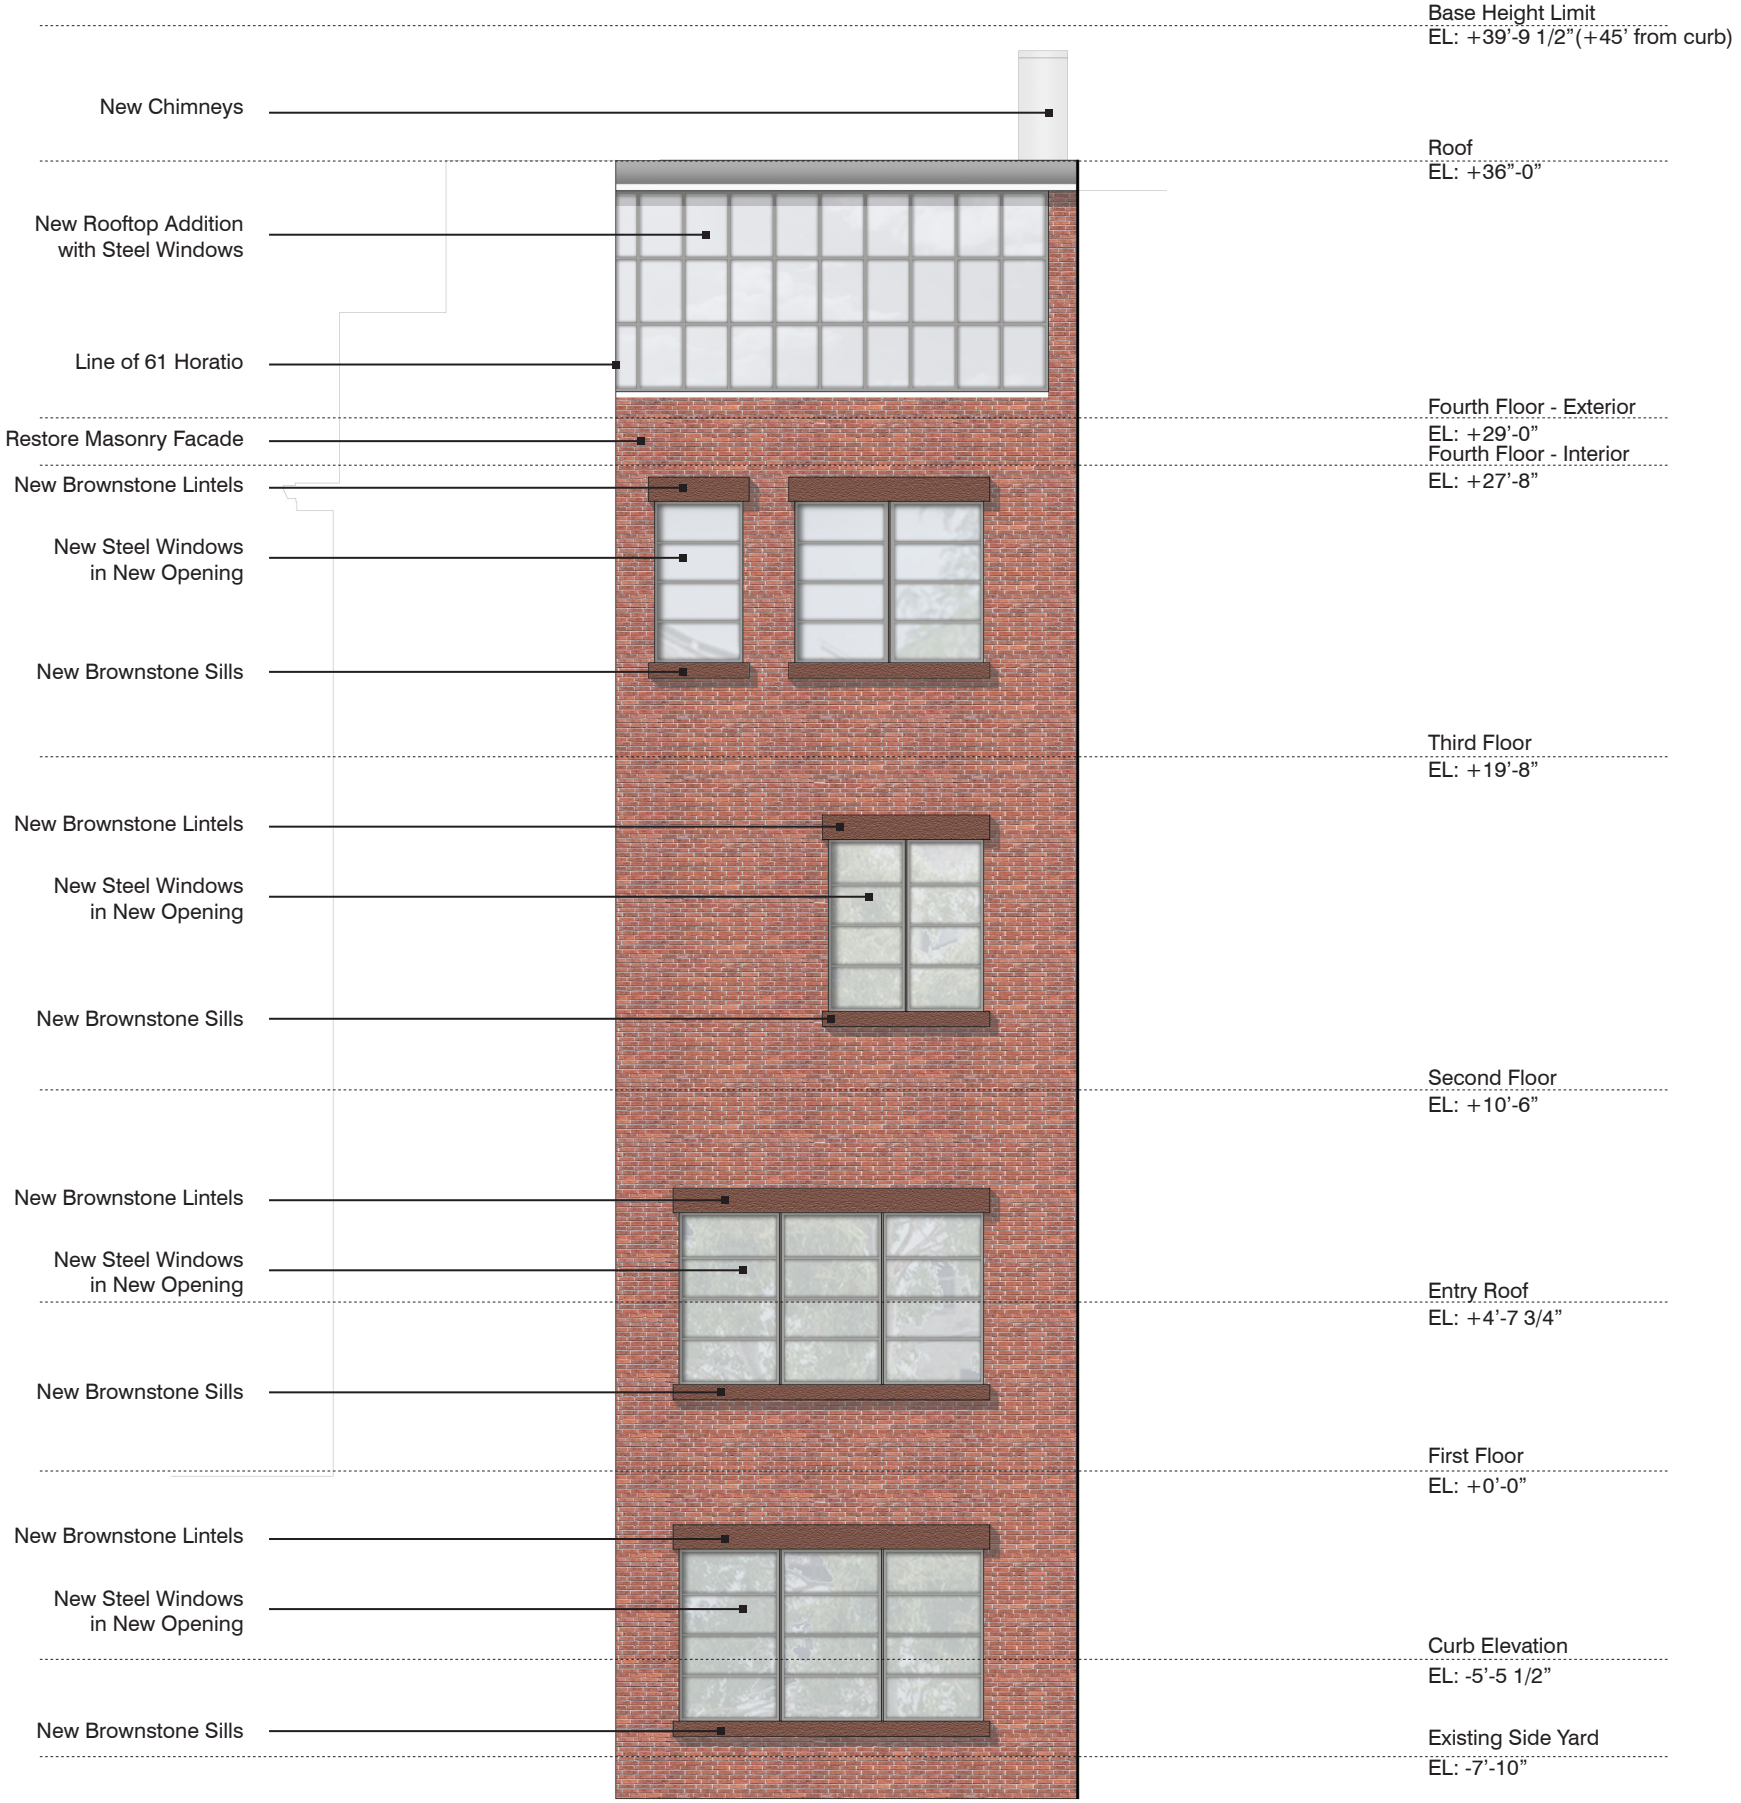 Base Height Limit
EL: +39’-9 1/2”(+45’ from curb)
New Chimneys
Roof
EL: +36”-0”
New Rooftop Addition
with Steel Windows
Line of 61 Horatio
Fourth Floor - Exterior
EL: +29’-0”
Restore Masonry Facade
Fourth Floor - Interior
EL: +27’-8”
New Brownstone Lintels
New Steel Windows
in New Opening
New Brownstone Sills
Third Floor
EL: +19’-8”
New Brownstone Lintels
New Steel Windows
in New Opening
New Brownstone Sills
Second Floor
EL: +10’-6”
New Brownstone Lintels
New Steel Windows
in New Opening
Entry Roof
EL: +4’-7 3/4”
New Brownstone Sills
First Floor
EL: +0’-0”
New Brownstone Lintels
New Steel Windows
in New Opening
Curb Elevation
EL: -5’-5 1/2”
New Brownstone Sills
Existing Side Yard
EL: -7’-10”